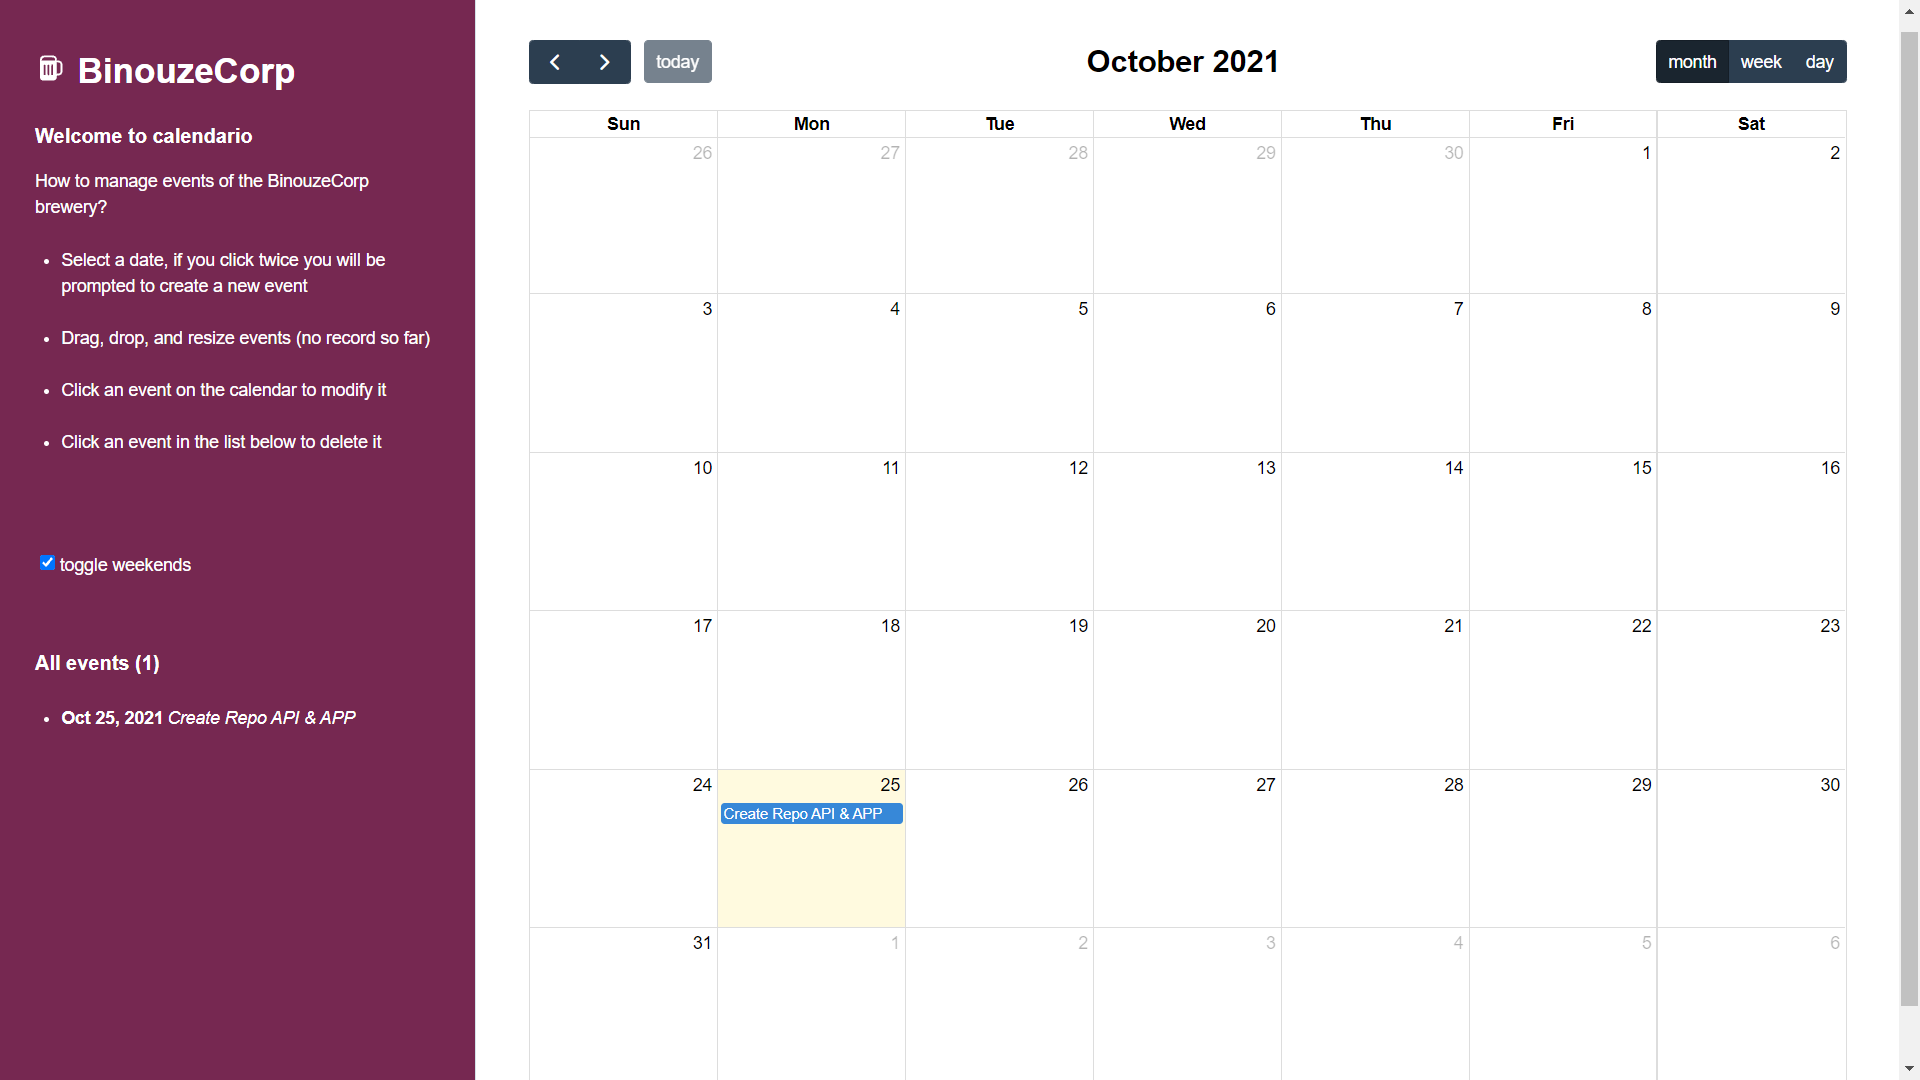 BinouzeCorp
Welcome to calendario
How to manage events of the BinouzeCorp
brewery?
Select a date, if you click twice you will be
prompted to create a new event
Drag, drop, and resize events (no record so far)
Click an event on the calendar to modify it
Click an event in the list below to delete it
toggle weekends
All events (1)
Oct 25, 2021 Create Repo API & APP
today
October 2021
month week day
Sun Mon Tue Wed Thu Fri Sat
26 27 28 29 30 1 2
3 4 5 6 7 8 9
10 11 12 13 14 15 16
17 18 19 20 21 22 23
24 25 26 27 28 29 30
Create Repo API & APP
31 1 2 3 4 5 6